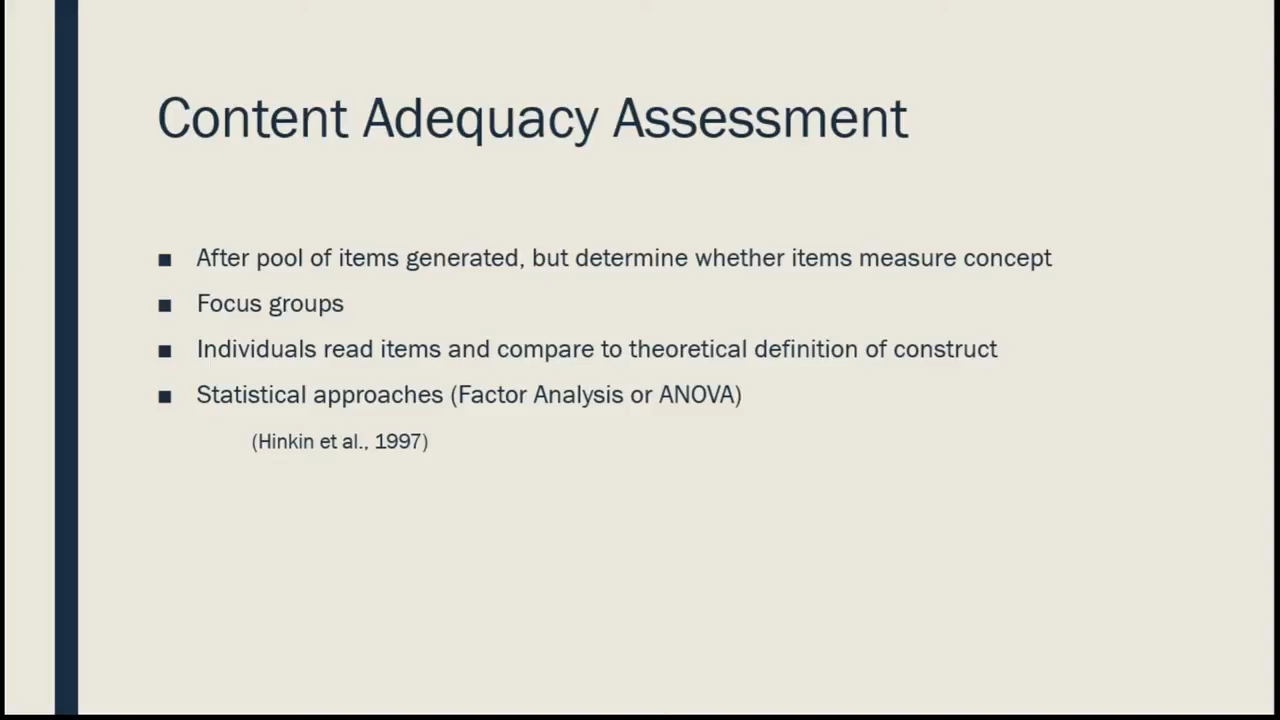 Content Adequacy Assessment
■ After pool of items generated, but determine whether items measure concept
■ Focus groups
■ Individuals read items and compare to theoretical definition of construct
■ Statistical approaches (Factor Analysis or ANOVA)
(Hinkin et al., 1997)